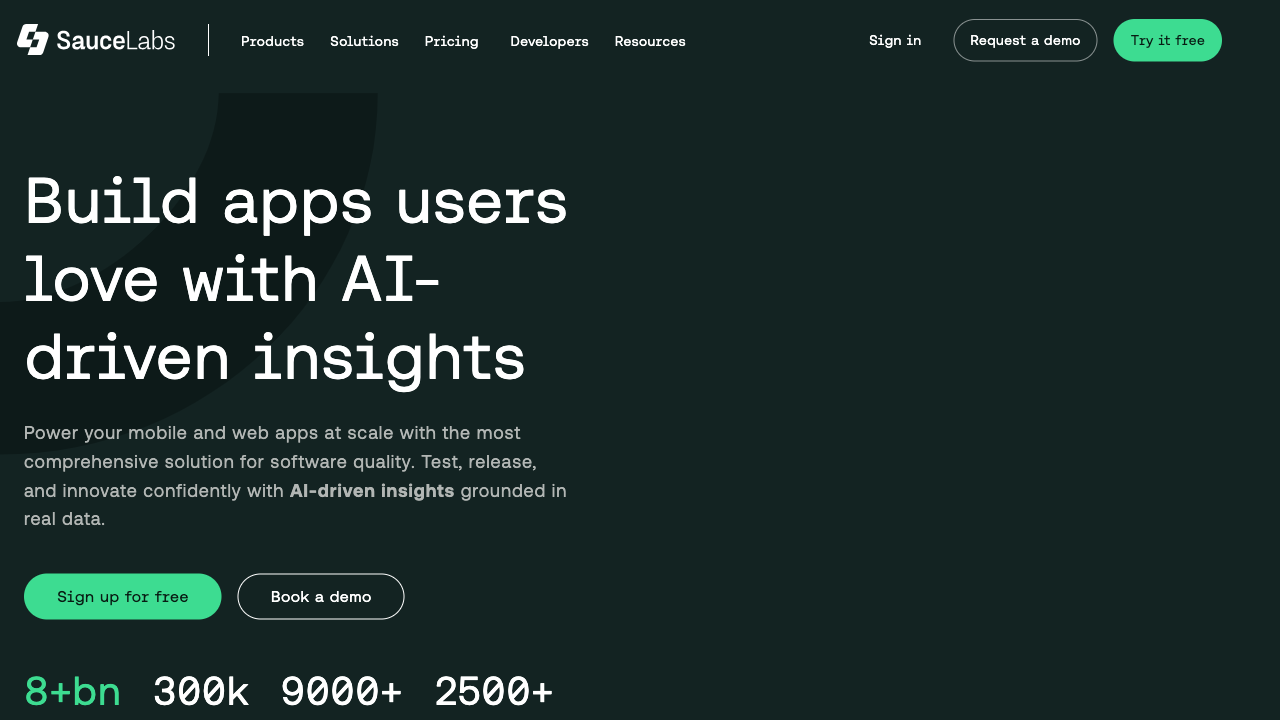 SauceLabs
Products Solutions Pricing Developers Resources
Sign in Request a demo Try it free
Build apps users
love with AI-
driven insights
Power your mobile and web apps at scale with the most
comprehensive solution for software quality. Test, release,
and innovate confidently with AI-driven insights grounded in
real data.
Sign up for free Book a demo
8+bn 300k 9000+ 2500+